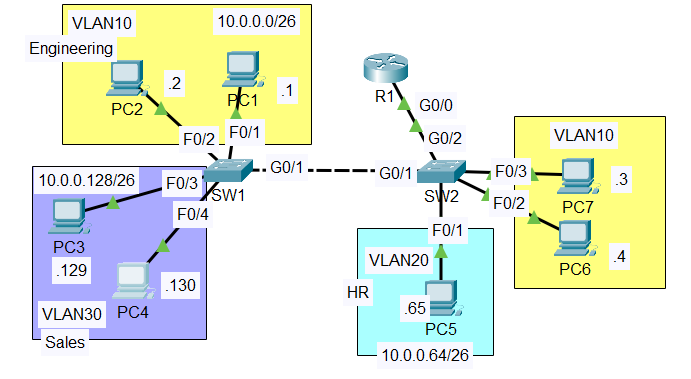 VLAN10
10.0.0.0/26
Engineering
.2
.1
PC2
PC1
F0/2
F0/1
R1
G0/0
G0/2
VLAN10
10.0.0.128/26
F0/3
F0/4
SW1
G0/1
G0/1
SW2
F0/3
F0/2
.3
PC7
.4
PC6
PC3
.129
.130
PC4
VLAN30
Sales
F0/1
VLAN20
HR
.65
PC5
10.0.0.64/26